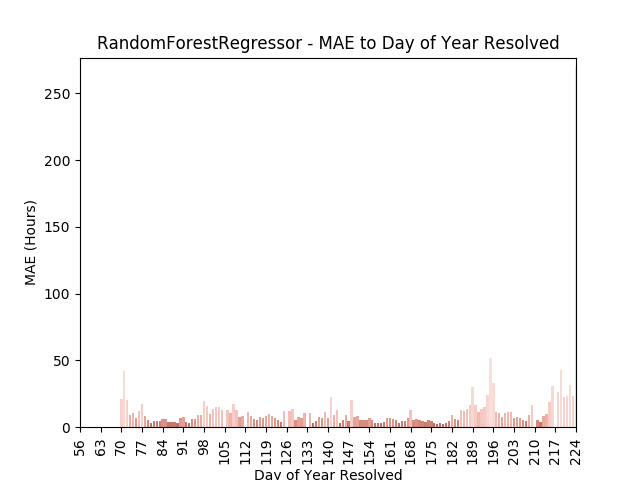 RandomForestRegressor - MAE to Day of Year Resolved
MAE (Hours)
250
200
150
100
50
0
56 63 70 77 84 91 98 105 112 119 126 133 140 147 154 161 168 175 182 189 196 203 210 217 224
Day of Year Resolved